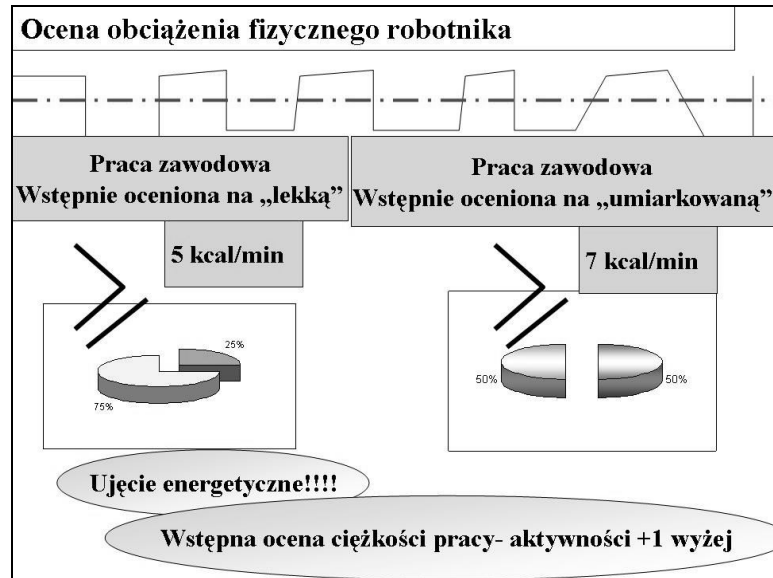 Ocena obciążenia fizycznego robotnika
Praca zawodowa
Wstępnie oceniona na „lekką”
Praca zawodowa
Wstępnie oceniona na „umiarkowaną”
5 kcal/min
7 kcal/min
25%
75%
50%
50%
Ujęcie energetyczne!!!!
Wstępna ocena ciężkości pracy- aktywności +1 wyżej